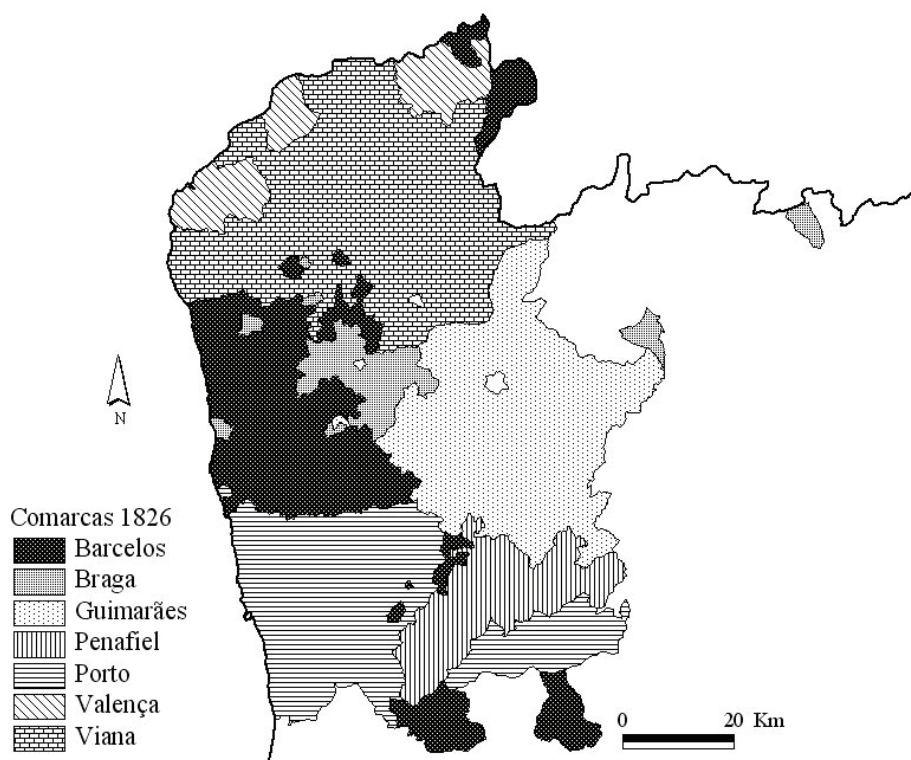 N
Comarcas 1826
Barcelos
Braga
Guimarães
Penafiel
Porto
Valença
Viana
0 20 Km